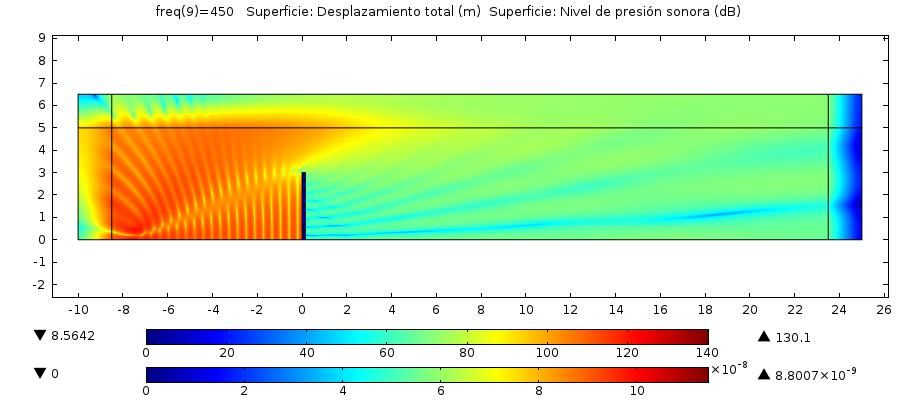 freq(9)=450 Superficie: Desplazamiento total (m) Superficie: Nivel de presión sonora (dB)
9
8
7
6
5
4
3
2
1
0
-1
-2
-10 -8 -6 -4 -2 0 2 4 6 8 10 12 14 16 18 20 22 24 26
▼ 8.5642 ▲ 130.1
0 20 40 60 80 100 120 140
▼ 0 ×10⁻⁸ ▲ 8.8007×10⁻⁹
0 2 4 6 8 10